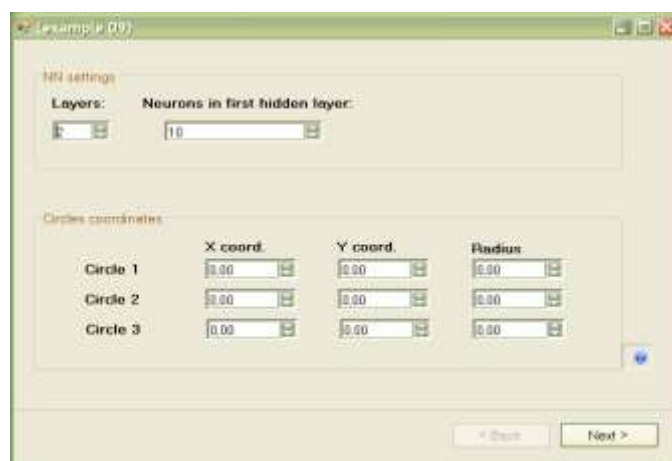 (example 09)
NN settings
Layers: Neurons in first hidden layer:
2 10
Circles coordinates
X coord. Y coord. Radius
Circle 1 0.00 0.00 0.00
Circle 2 0.00 0.00 0.00
Circle 3 0.00 0.00 0.00
< Back Next >